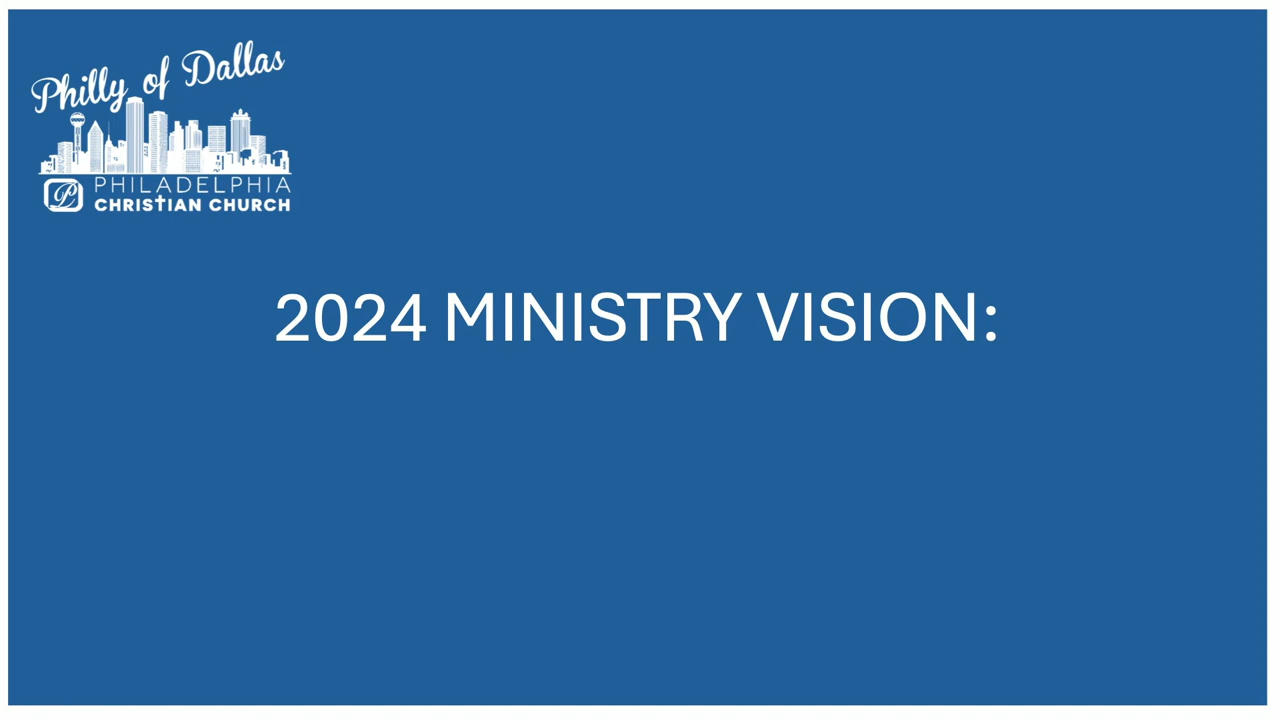 Philly of Dallas
P
PHILADELPHIA
CHRISTIAN CHURCH
2024 MINISTRY VISION: